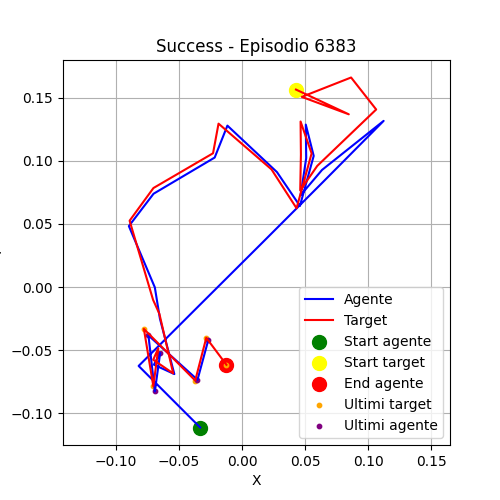 Success - Episodio 6383
0.15
0.10
0.05
0.00
−0.05
−0.10
Agente
Target
Start agente
Start target
End agente
Ultimi target
Ultimi agente
−0.10 −0.05 0.00 0.05 0.10 0.15
X